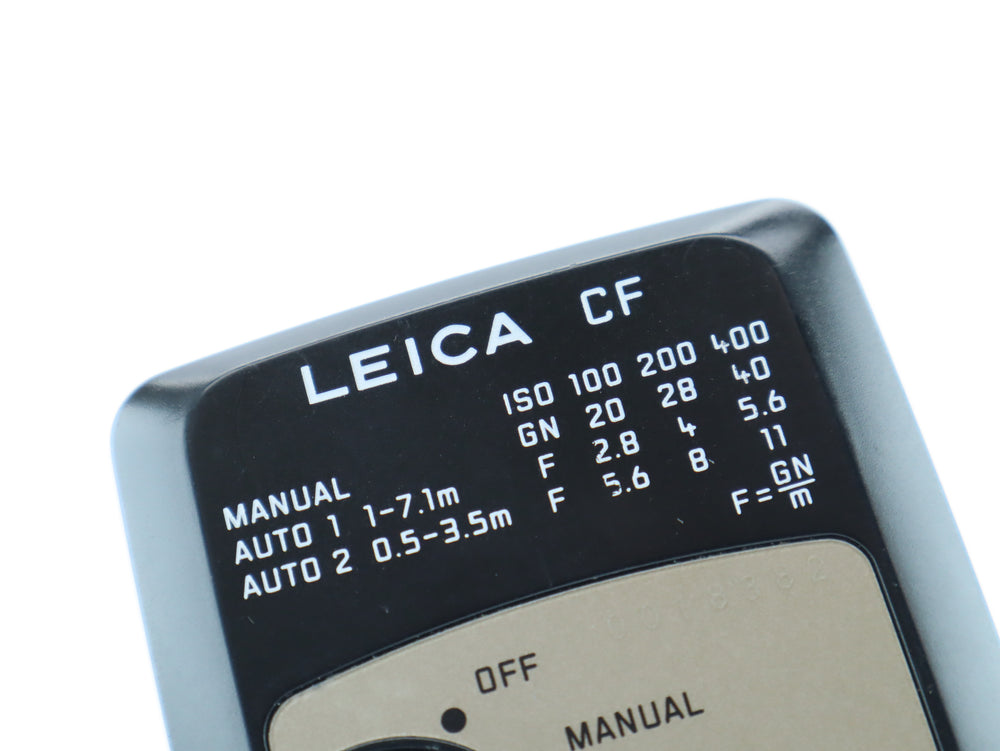 LEICA CF
ISO 100 200 400
MANUAL GN 20 28 40
AUTO 1 1-7.1m F 2.8 4 5.6
AUTO 2 0.5-3.5m F 5.6 8 11
F = GN/m
OFF
MANUAL